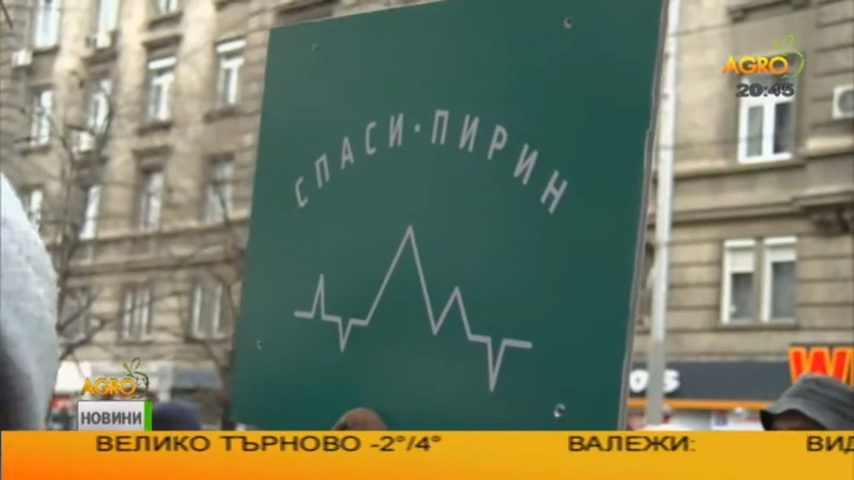 AGRO
20:45
СПАСИ·ПИРИН
AGRO
НОВИНИ
ВЕЛИКО ТЪРНОВО -2°/4° ВАЛЕЖИ: